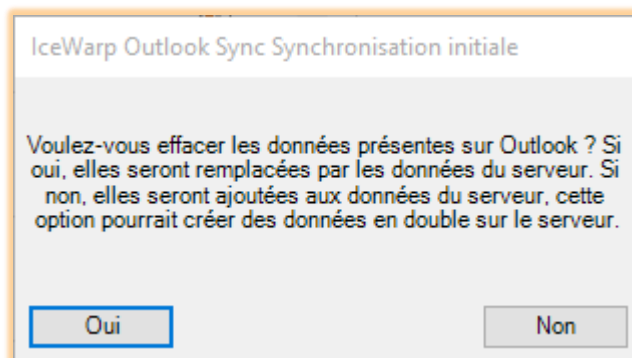 IceWarp Outlook Sync Synchronisation initiale
Voulez-vous effacer les données présentes sur Outlook ? Si
oui, elles seront remplacées par les données du serveur. Si
non, elles seront ajoutées aux données du serveur, cette
option pourrait créer des données en double sur le serveur.
Oui
Non